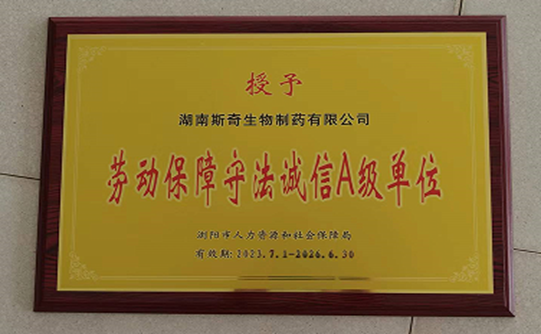 授予
湖南斯奇生物制药有限公司
劳动保障守法诚信A级单位
浏阳市人力资源和社会保障局
有效期:2023.7.1-2026.6.30